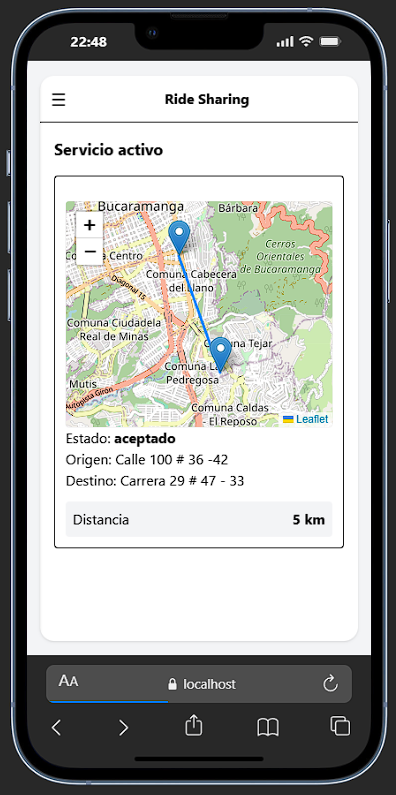 22:48
☰ Ride Sharing
Servicio activo
Bucaramanga
Bárbara
+
−
Centro
Cerros
Orientales
de Bucaramanga
Diagonal 15
Comuna Cabecera
del Llano
Comuna Ciudadela
Real de Minas
Comuna Tejar
Comuna La
Pedregosa
Mutis
Autopista Girón
Comuna Caldas
El Reposo
Leaflet
Estado: aceptado
Origen: Calle 100 # 36 -42
Destino: Carrera 29 # 47 - 33
Distancia 5 km
AA localhost